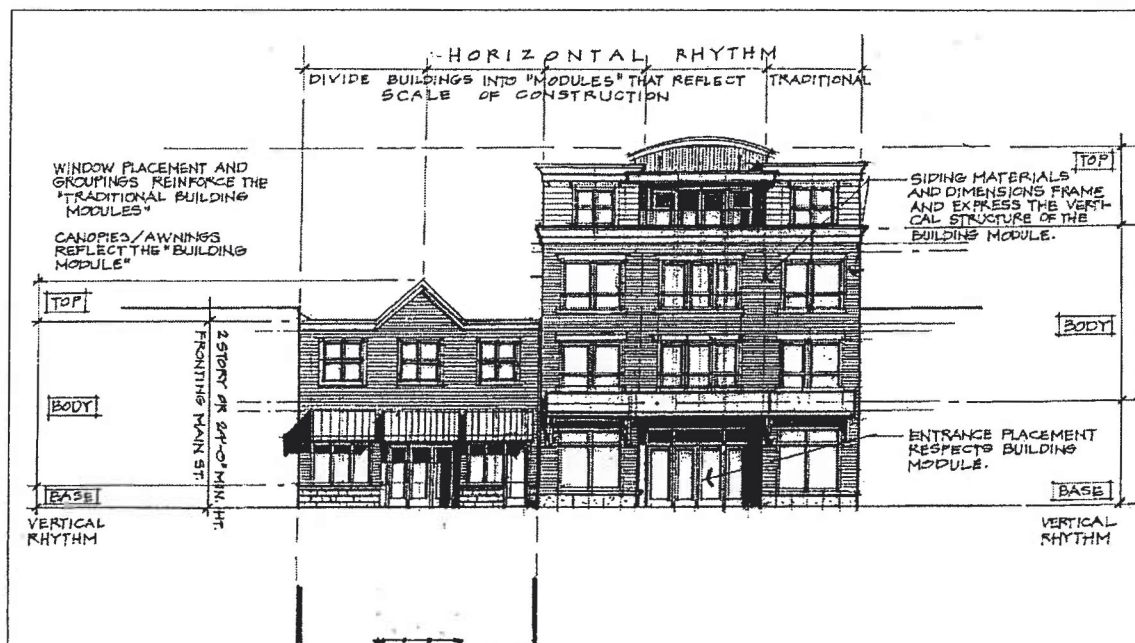 HORIZONTAL RHYTHM
DIVIDE BUILDINGS INTO "MODULES" THAT REFLECT TRADITIONAL
SCALE OF CONSTRUCTION
WINDOW PLACEMENT AND
GROUPINGS REINFORCE THE
"TRADITIONAL BUILDING
MODULES"
CANOPIES/AWNINGS
REFLECT THE "BUILDING
MODULE"
TOP
BODY
BASE
VERTICAL
RHYTHM
2 STORY OR 24'-0" MIN. HT.
FRONTING MAIN ST.
TOP
SIDING MATERIALS
AND DIMENSIONS FRAME
AND EXPRESS THE VERTI-
CAL STRUCTURE OF THE
BUILDING MODULE.
BODY
ENTRANCE PLACEMENT
RESPECTS BUILDING
MODULE.
BASE
VERTICAL
RHYTHM